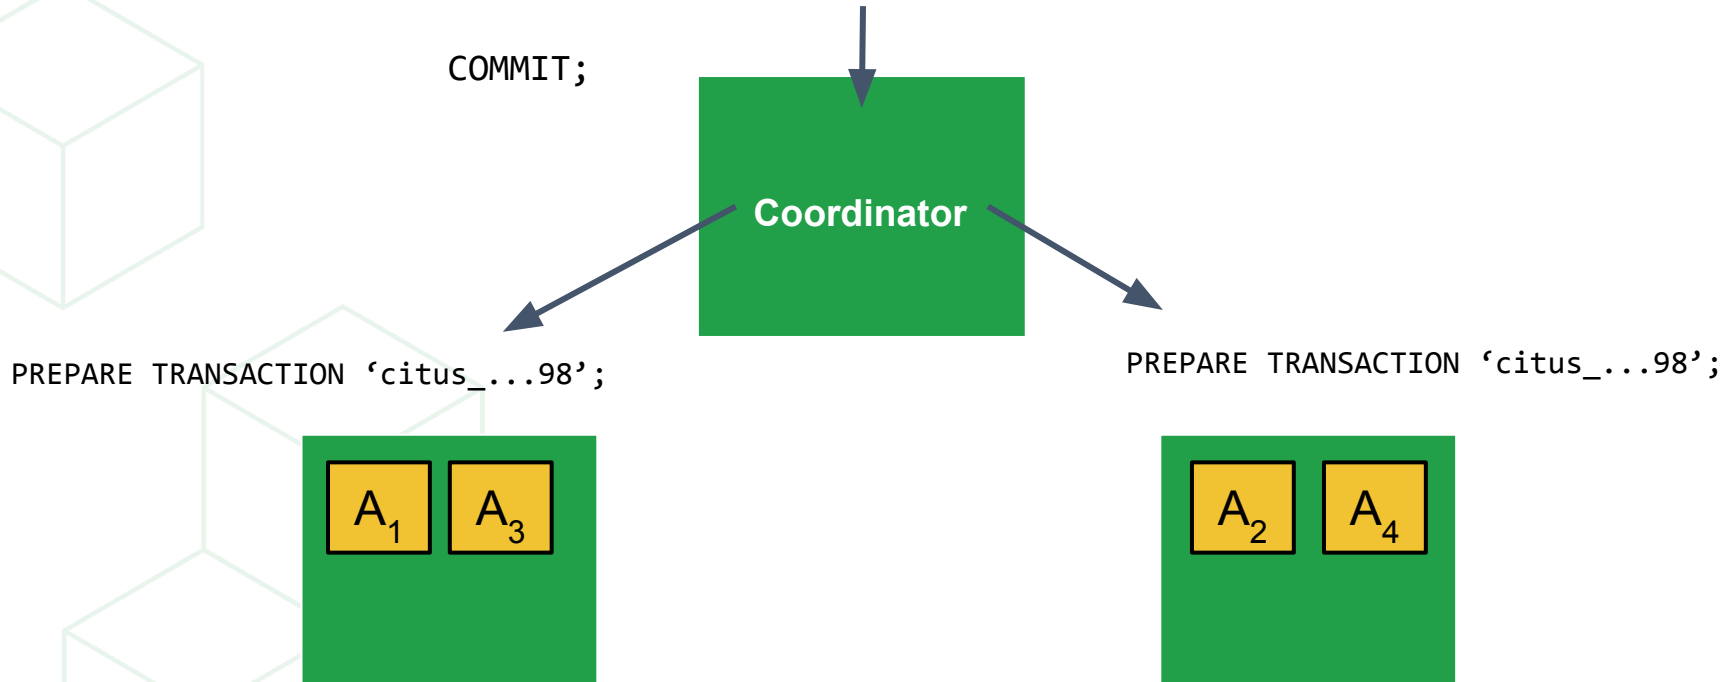 COMMIT;
Coordinator
PREPARE TRANSACTION ‘citus_...98’;
PREPARE TRANSACTION ‘citus_...98’;
A1 A3
A2 A4